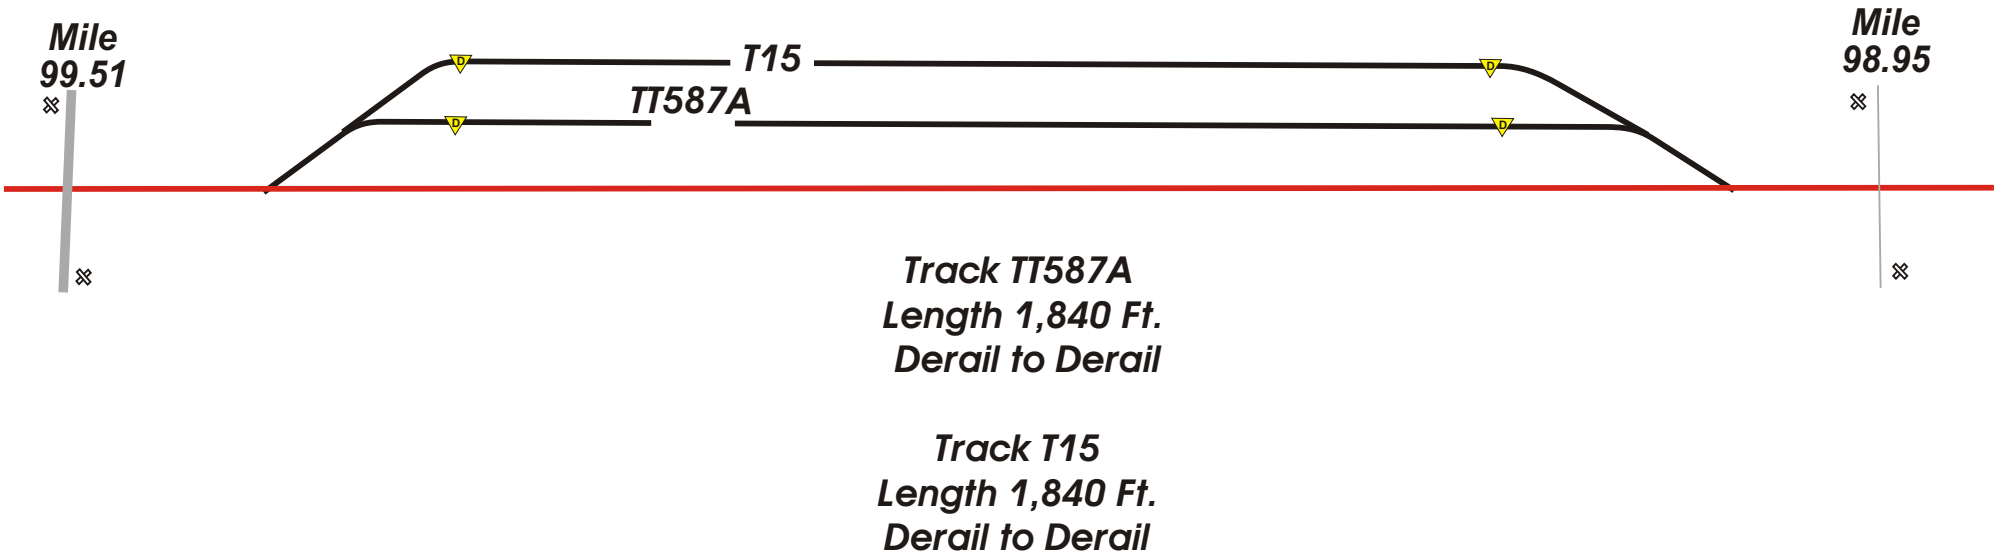 Mile
99.51
Mile
98.95
D
T15
D
TT587A
D
D
Track TT587A
Length 1,840 Ft.
Derail to Derail
Track T15
Length 1,840 Ft.
Derail to Derail